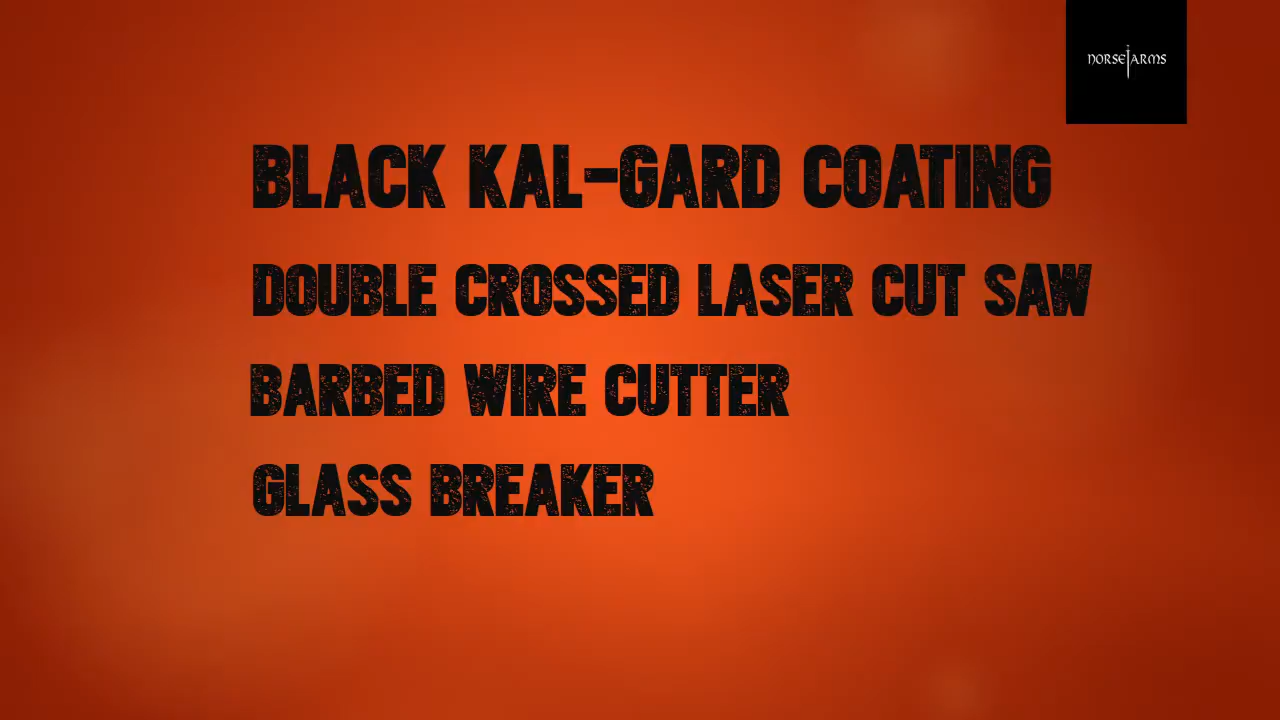 NORSE ARMS
BLACK KAL-GARD COATING
DOUBLE CROSSED LASER CUT SAW
BARBED WIRE CUTTER
GLASS BREAKER